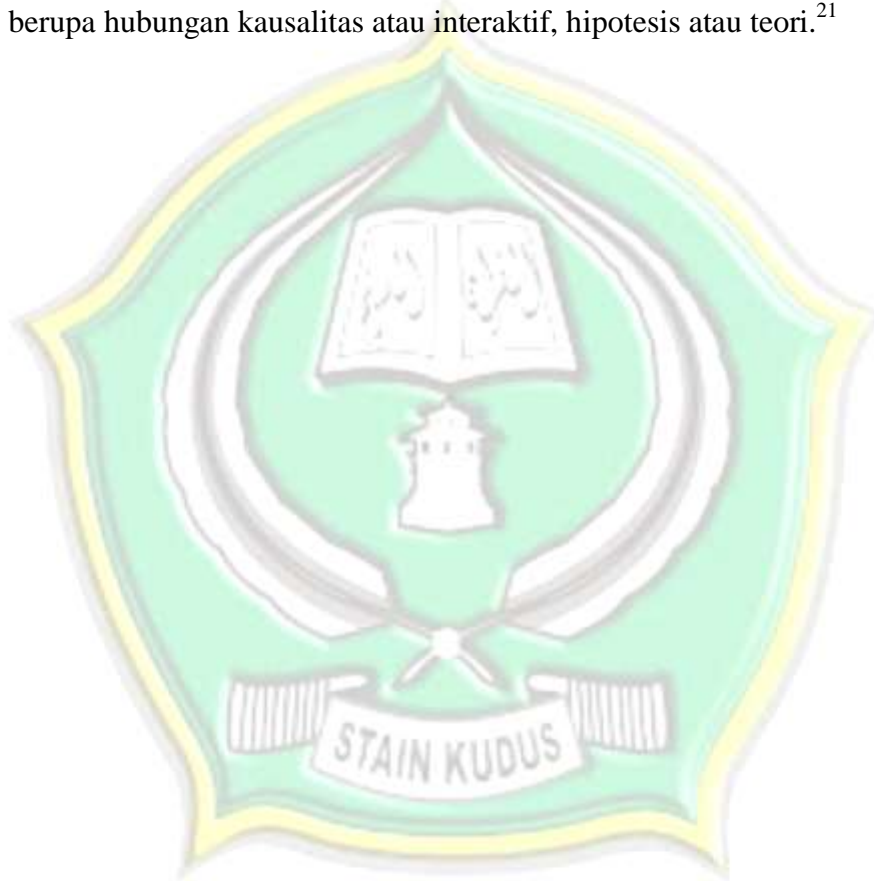 berupa hubungan kausalitas atau interaktif, hipotesis atau teori.²¹
STAIN KUDUS